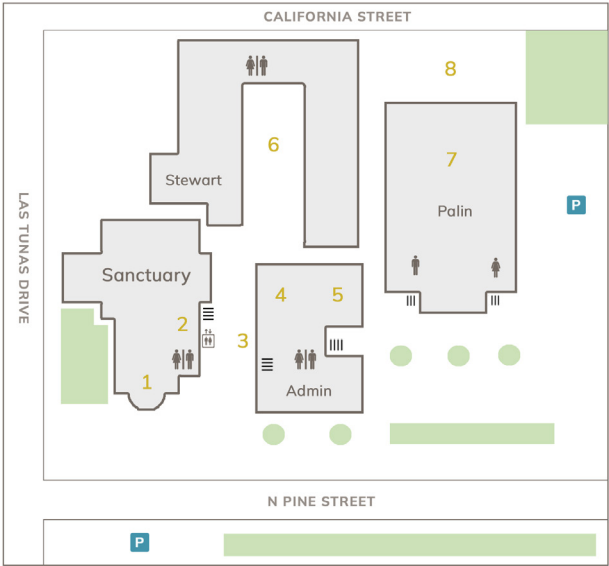 CALIFORNIA STREET
8
6
7
Stewart
P
Palin
LAS TUNAS DRIVE
Sanctuary
4
5
2
3
1
Admin
N PINE STREET
P